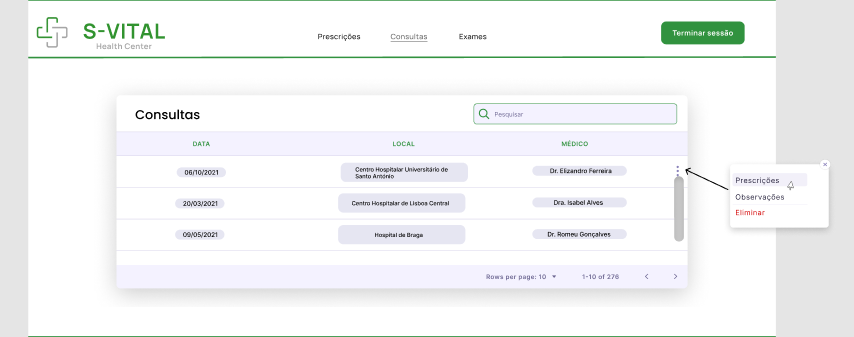 S-VITAL
Health Center
Prescrições
Consultas
Exames
Terminar sessão
Consultas
Pesquisar
DATA
LOCAL
MÉDICO
06/10/2021
Centro Hospitalar Universitário de
Santo António
Dr. Elizandro Ferreira
20/03/2021
Centro Hospitalar de Lisboa Central
Dra. Isabel Alves
09/05/2021
Hospital de Braga
Dr. Romeu Gonçalves
Prescrições
Observações
Eliminar
Rows per page: 10
1-10 of 276